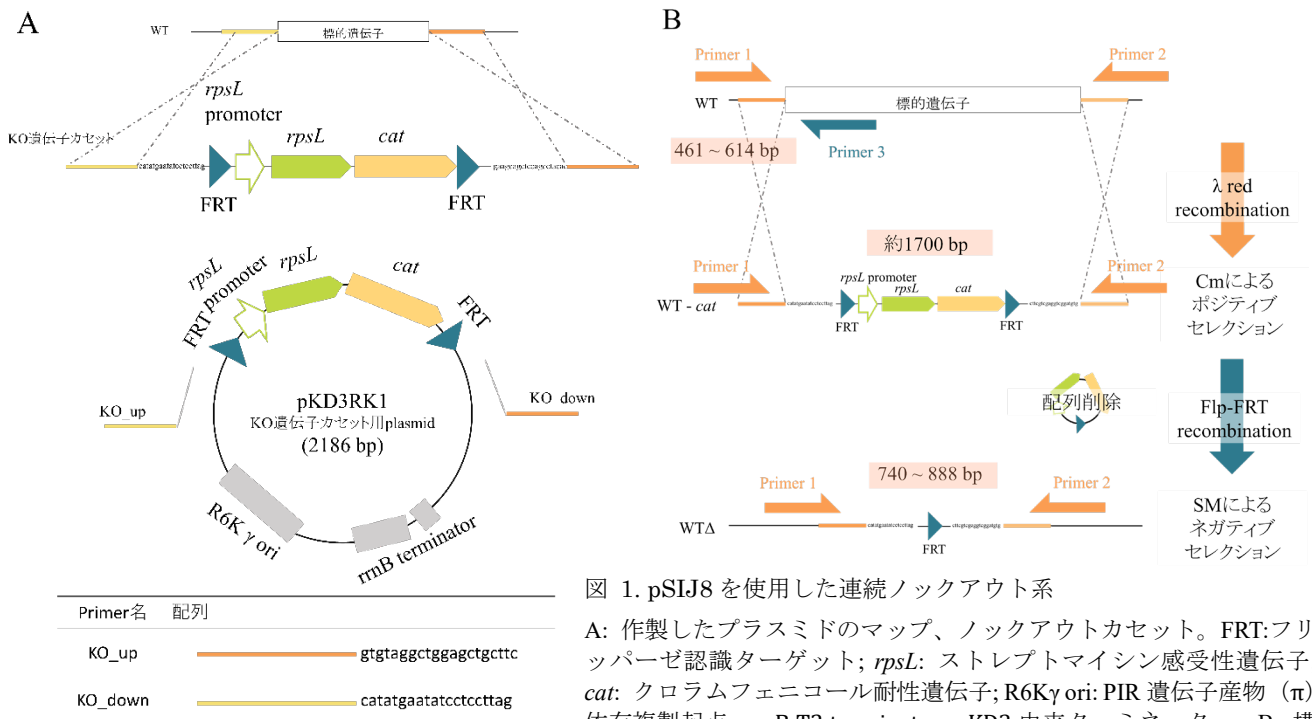 A
WT
標的遺伝子
rpsL
promoter
KO遺伝子カセット
rpsL
cat
catatgaatatcctccttag
FRT
FRT
rpsL
promoter
rpsL
cat
FRT
FRT
KO_up
KO_down
pKD3RK1
KO遺伝子カセット用plasmid
(2186 bp)
R6K γ ori
rrnB terminator
Primer名 配列
KO_up gtgtaggctggagctgcttc
KO_down catatgaatatcctccttag
B
Primer 1
Primer 2
WT
標的遺伝子
461 ~ 614 bp
Primer 3
λ red
recombination
約1700 bp
Primer 1
Primer 2
rpsL promoter
rpsL
cat
WT - cat
catatgaatatcctccttag
FRT
FRT
Cmによる
ポジティブ
セレクション
配列削除
Flp-FRT
recombination
740 ~ 888 bp
Primer 1
Primer 2
WTΔ
catatgaatatcctccttag
FRT
SMによる
ネガティブ
セレクション
図 1. pSIJ8 を使用した連続ノックアウト系
A: 作製したプラスミドのマップ、ノックアウトカセット。FRT:フリ
ッパーゼ認識ターゲット; rpsL: ストレプトマイシン感受性遺伝子
cat: クロラムフェニコール耐性遺伝子; R6Kγ ori: PIR 遺伝子産物（π）